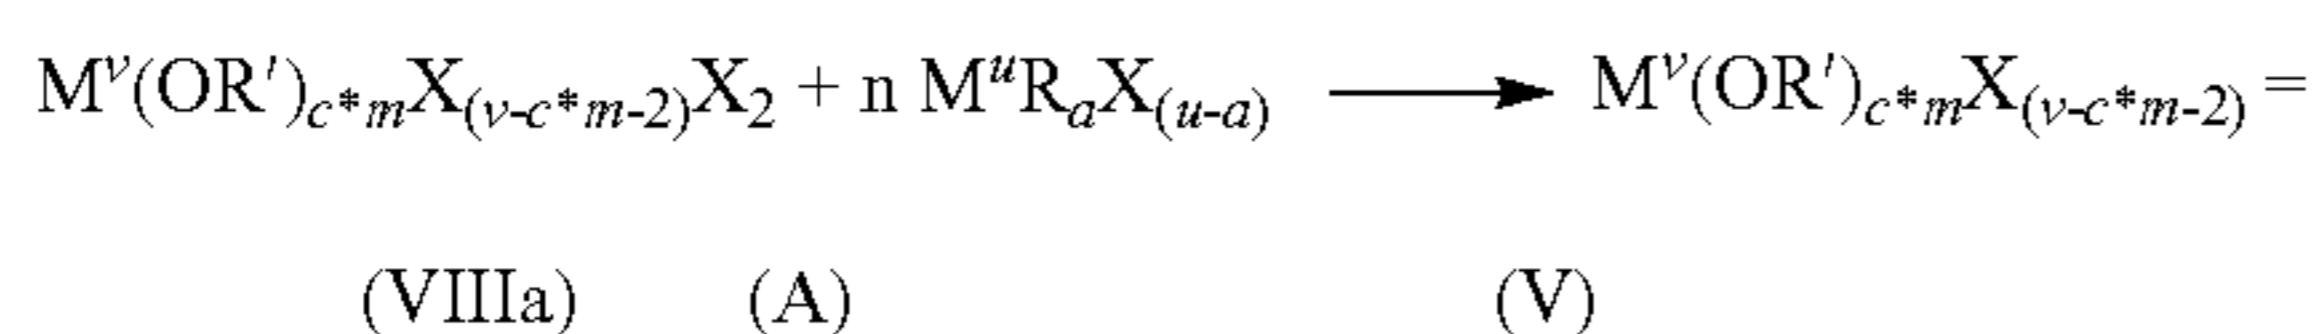 M^v(OR')_{c*m}X_{(v-c*m-2)}X_2 + n M^uR_aX_{(u-a)} ⟶ M^v(OR')_{c*m}X_{(v-c*m-2)} =
(VIIIa) (A) (V)